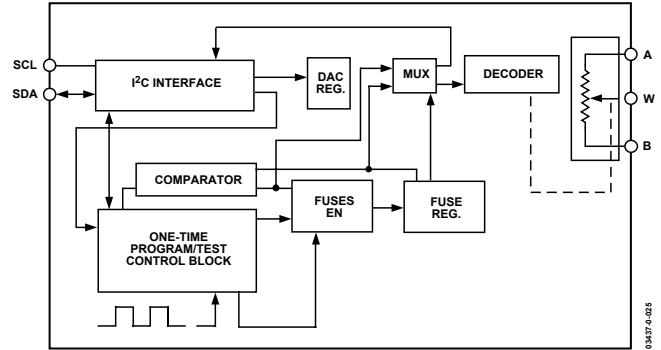 SCL
SDA
I²C INTERFACE
DAC
REG.
MUX
DECODER
A
W
B
COMPARATOR
FUSES
EN
FUSE
REG.
ONE-TIME
PROGRAM/TEST
CONTROL BLOCK
03437-0-025